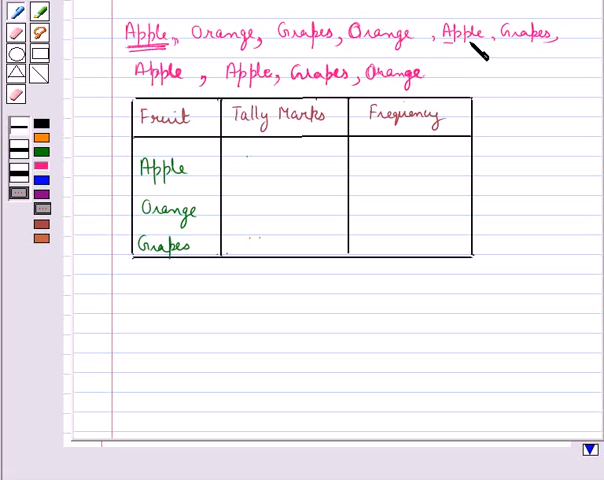 Apple, Orange, Grapes, Orange, Apple, Grapes,
Apple, Apple, Grapes, Orange
Fruit Tally Marks Frequency
Apple
Orange
Grapes